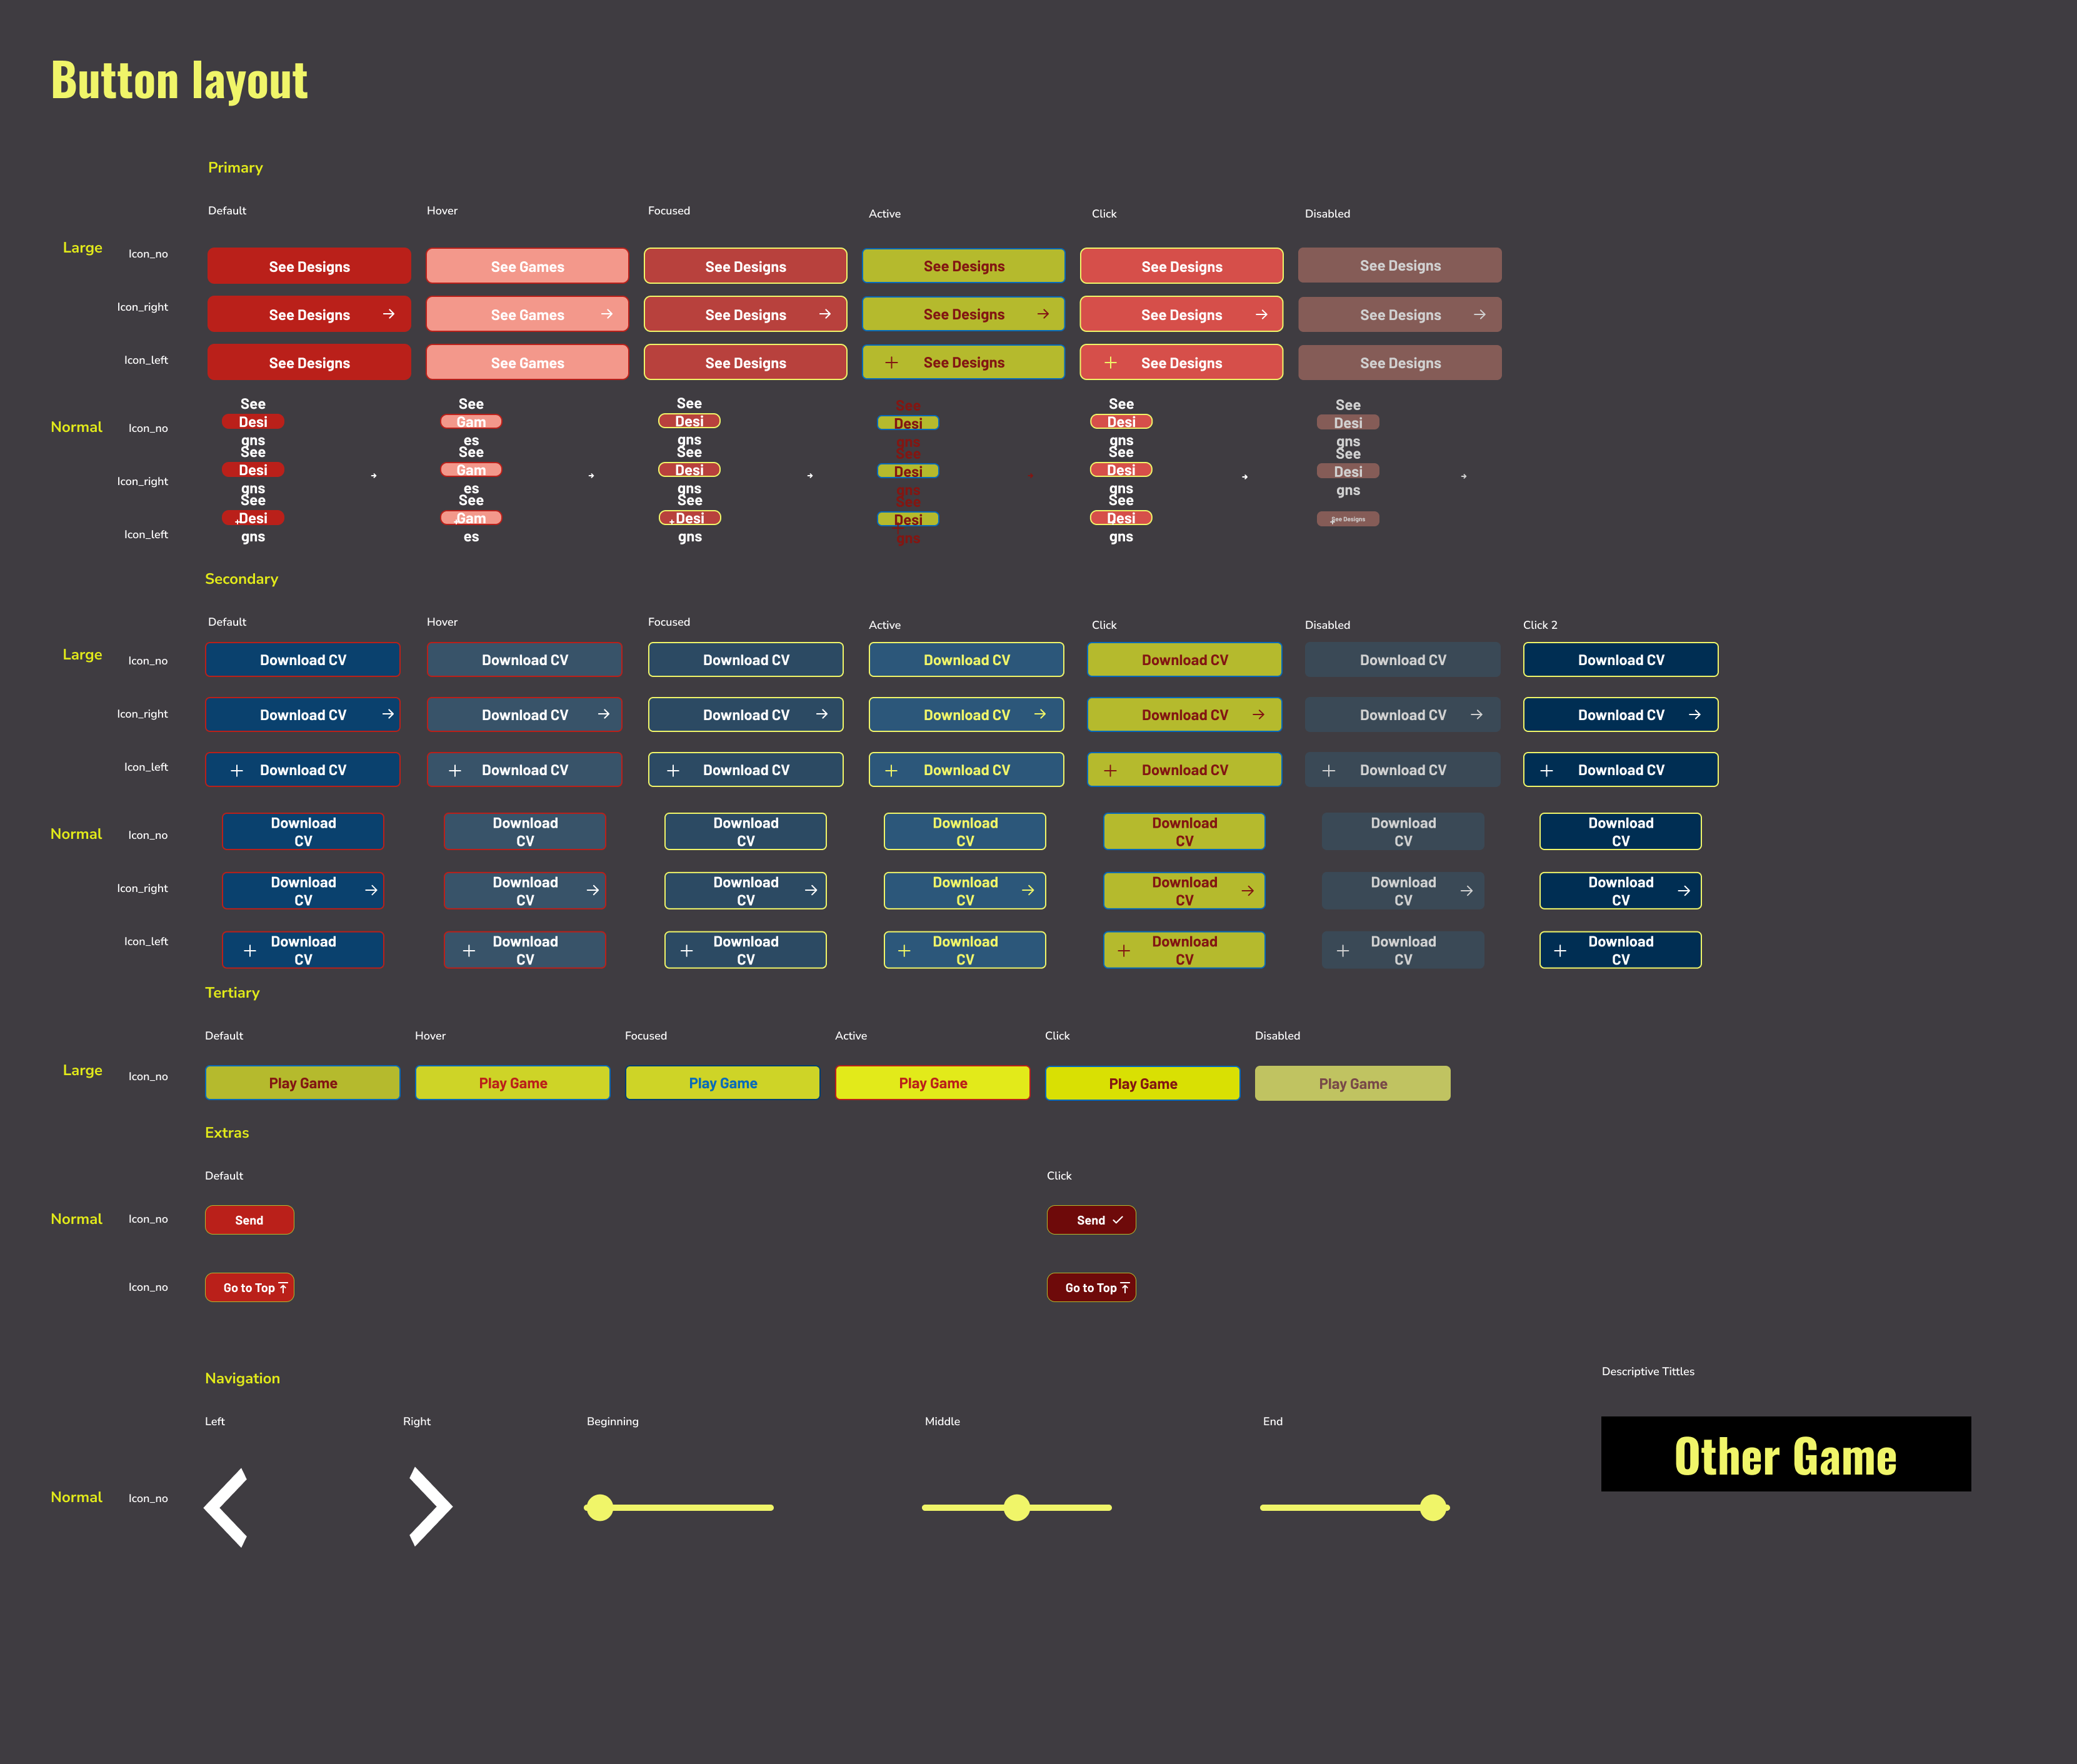 Button layout
Primary
Default Hover Focused Active Click Disabled
Large Icon_no See Designs See Games See Designs See Designs See Designs See Designs
Icon_right See Designs See Games See Designs See Designs See Designs See Designs
Icon_left See Designs See Games See Designs See Designs See Designs See Designs
See See See See See See
Normal Icon_no Desi Gam Desi Desi Desi Desi
gns es gns gns gns gns
See See See See See See
Icon_right Desi Gam Desi Desi Desi Desi
gns es gns gns gns gns
See See See See See
Icon_left Desi Gam Desi Desi Desi See Designs
gns es gns gns gns
Secondary
Default Hover Focused Active Click Disabled Click 2
Large Icon_no Download CV Download CV Download CV Download CV Download CV Download CV Download CV
Icon_right Download CV Download CV Download CV Download CV Download CV Download CV Download CV
Icon_left Download CV Download CV Download CV Download CV Download CV Download CV Download CV
Normal Icon_no Download Download Download Download Download Download Download
CV CV CV CV CV CV CV
Icon_right Download Download Download Download Download Download Download
CV CV CV CV CV CV CV
Icon_left Download Download Download Download Download Download Download
CV CV CV CV CV CV CV
Tertiary
Default Hover Focused Active Click Disabled
Large Icon_no Play Game Play Game Play Game Play Game Play Game Play Game
Extras
Default Click
Normal Icon_no Send Send
Icon_no Go to Top Go to Top
Navigation
Descriptive Tittles
Left Right Beginning Middle End
Other Game
Normal Icon_no